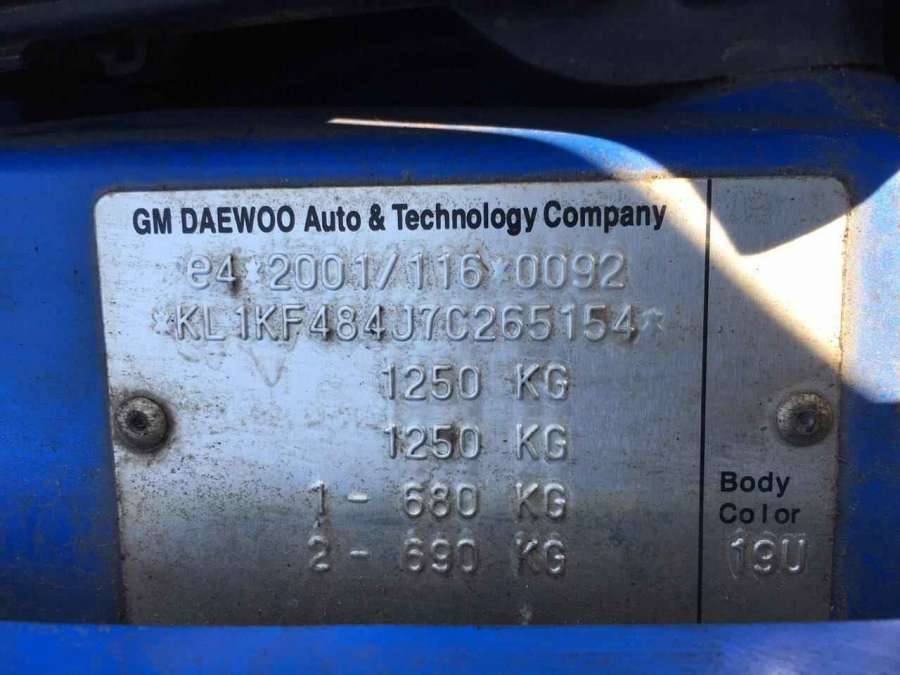 GM DAEWOO Auto & Technology Company
e4*2001/116*0092
*KL1KF484J7C265154*
1250 KG
1250 KG
1 - 680 KG
2 - 690 KG
Body
Color
19U